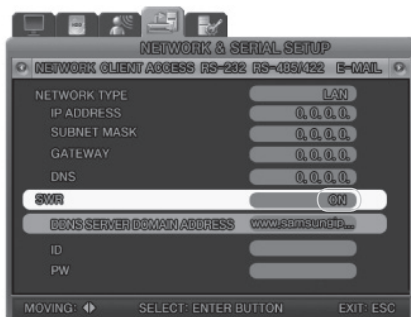 NETWORK & SERIAL SETUP
NETWORK CLIENT ACCESS RS-232 RS-485/422 E-MAIL
NETWORK TYPE LAN
IP ADDRESS 0. 0. 0. 0.
SUBNET MASK 0. 0. 0. 0.
GATEWAY 0. 0. 0. 0.
DNS 0. 0. 0. 0.
SWR ON
DDNS SERVER DOMAIN ADDRESS www.samsungip...
ID
PW
MOVING: SELECT: ENTER BUTTON EXIT: ESC